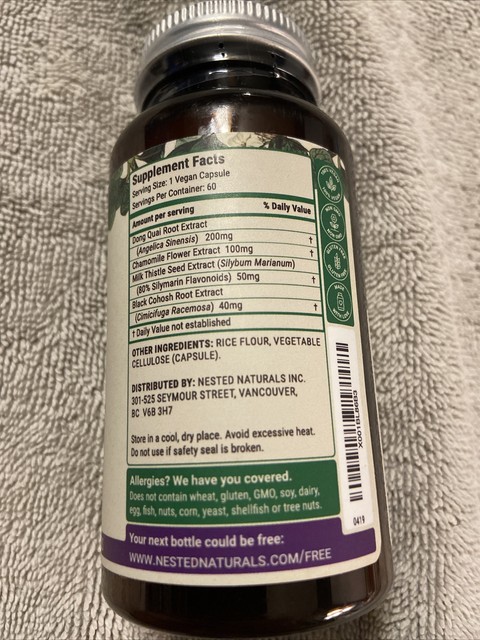 Supplement Facts
Serving Size: 1 Vegan Capsule
Servings Per Container: 60
Amount per serving % Daily Value
Dong Quai Root Extract
(Angelica Sinensis) 200mg †
Chamomile Flower Extract 100mg †
Milk Thistle Seed Extract (Silybum Marianum)
(80% Silymarin Flavonoids) 50mg †
Black Cohosh Root Extract
(Cimicifuga Racemosa) 40mg †
† Daily Value not established
OTHER INGREDIENTS: RICE FLOUR, VEGETABLE
CELLULOSE (CAPSULE).
DISTRIBUTED BY: NESTED NATURALS INC.
301-525 SEYMOUR STREET, VANCOUVER,
BC V6B 3H7
Store in a cool, dry place. Avoid excessive heat.
Do not use if safety seal is broken.
Allergies? We have you covered.
Does not contain wheat, gluten, GMO, soy, dairy,
egg, fish, nuts, corn, yeast, shellfish or tree nuts.
Your next bottle could be free:
WWW.NESTEDNATURALS.COM/FREE
0419